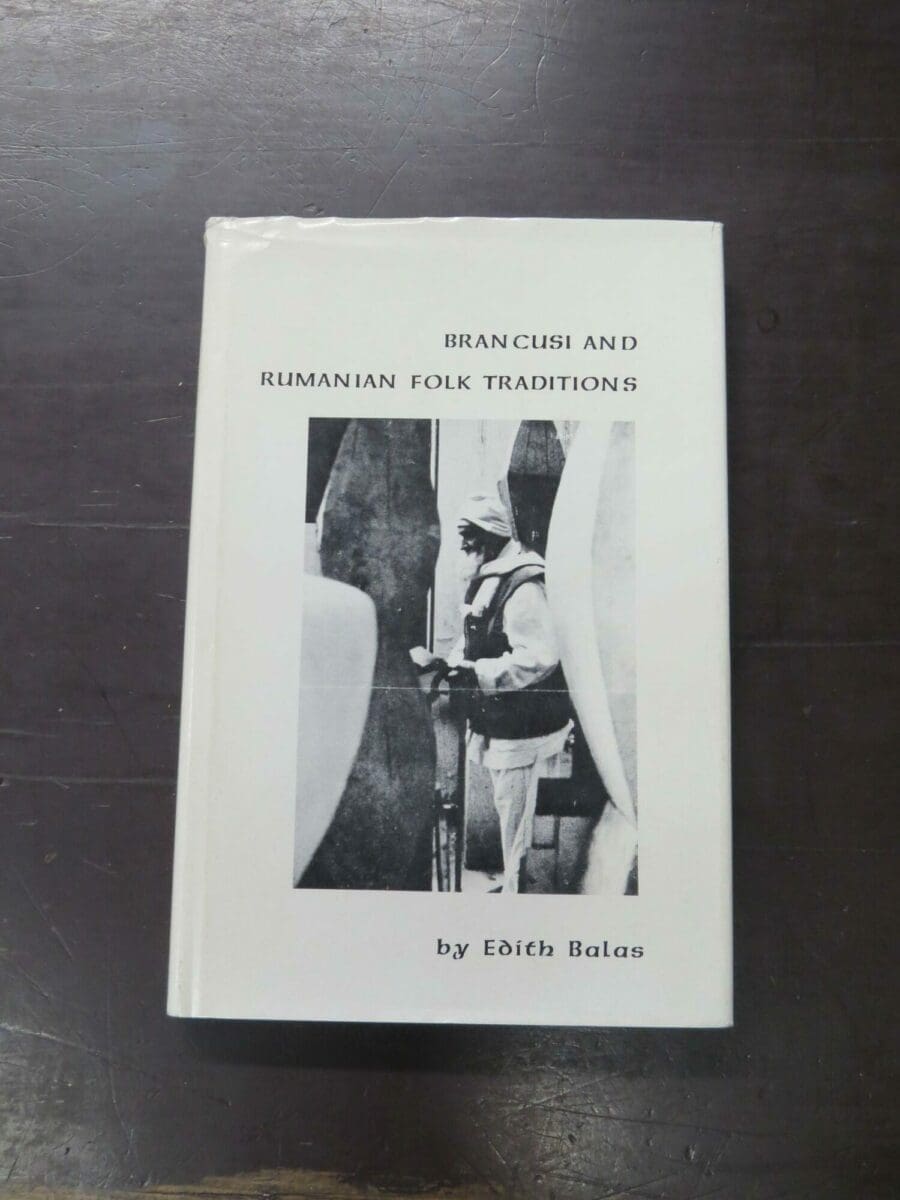 BRANCUSI AND
RUMANIAN FOLK TRADITIONS
by Edith Balas